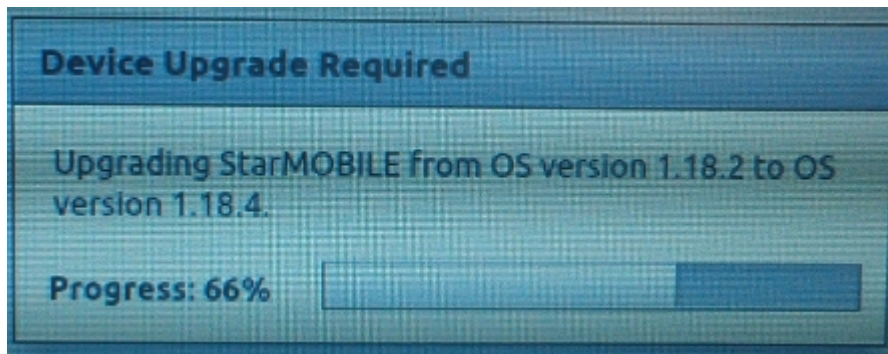 Device Upgrade Required
Upgrading StarMOBILE from OS version 1.18.2 to OS
version 1.18.4.
Progress: 66%